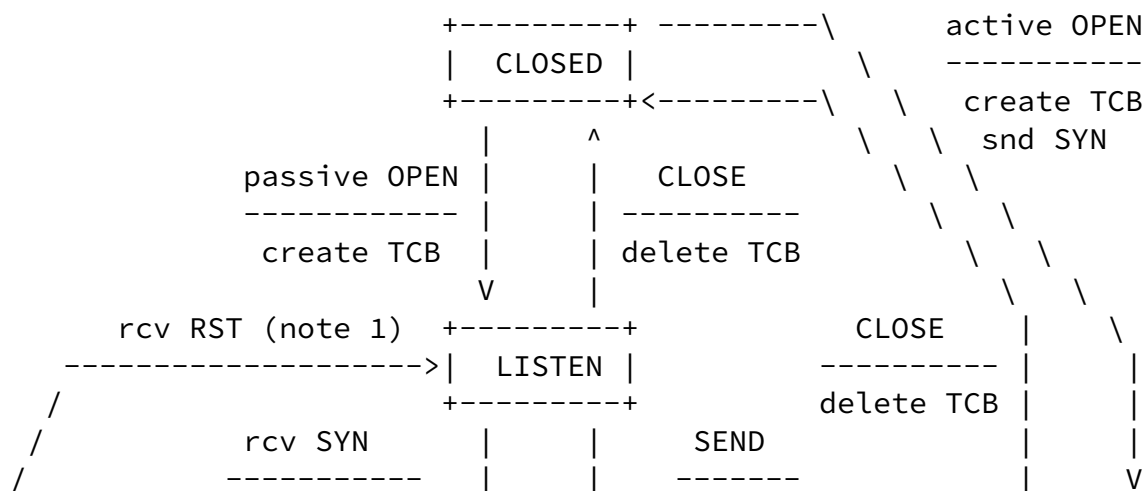 +---------+ ---------\      active OPEN
                            |  CLOSED |            \    -----------
                            +---------+<---------\   \   create TCB
                              |     ^              \   \  snd SYN
                 passive OPEN |     |   CLOSE        \   \
                 ------------ |     | ----------       \   \
                  create TCB  |     | delete TCB         \   \
                              V     |                      \   \
          rcv RST (note 1)  +---------+            CLOSE    |    \
       -------------------->|  LISTEN |          ---------- |     |
      /                     +---------+          delete TCB |     |
     /           rcv SYN      |     |     SEND              |     |
    /           -----------   |     |    -------            |     V